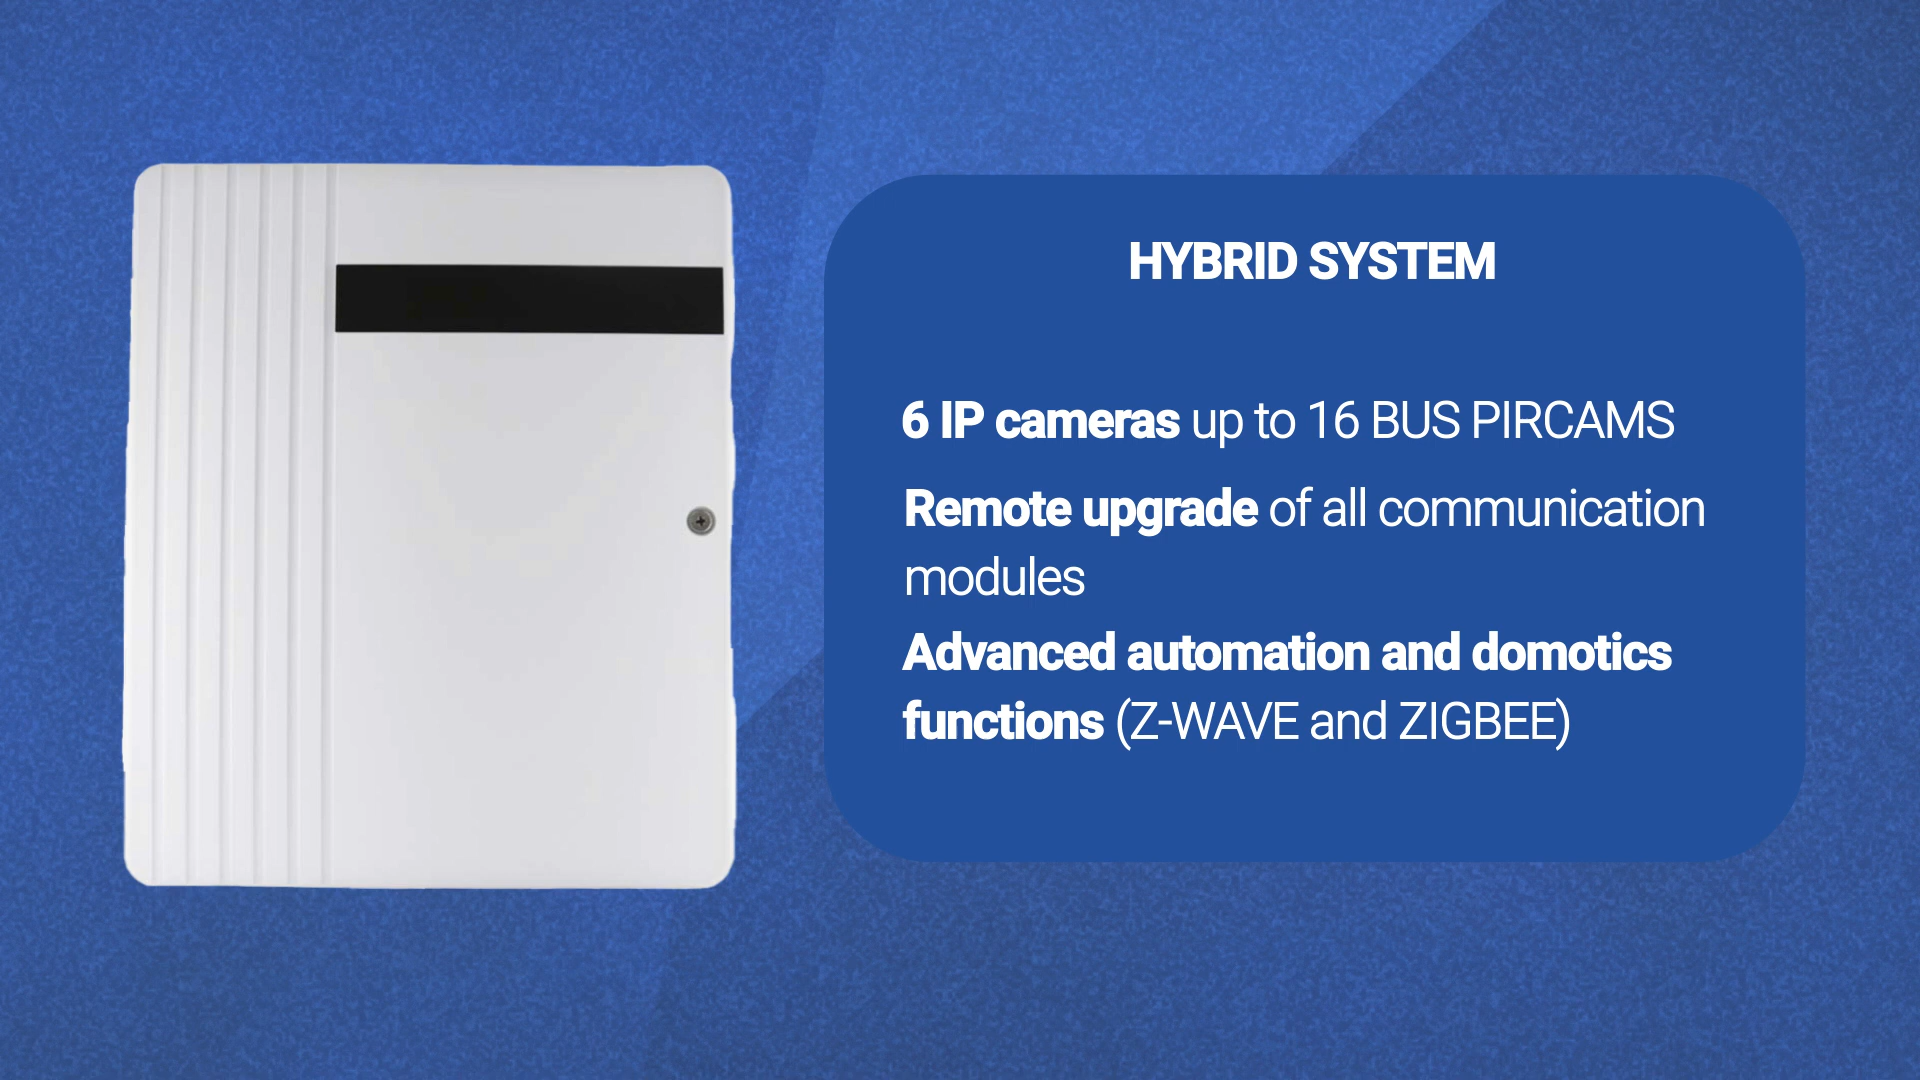 HYBRID SYSTEM
6 IP cameras up to 16 BUS PIRCAMS
Remote upgrade of all communication
modules
Advanced automation and domotics
functions (Z-WAVE and ZIGBEE)